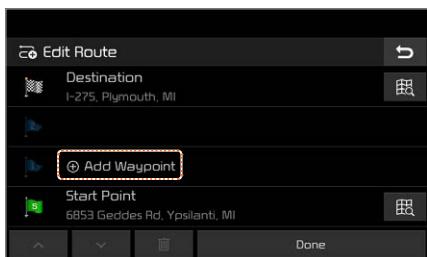 Edit Route
Destination
I-275, Plymouth, MI
Add Waypoint
Start Point
S
6853 Geddes Rd, Ypsilanti, MI
Done